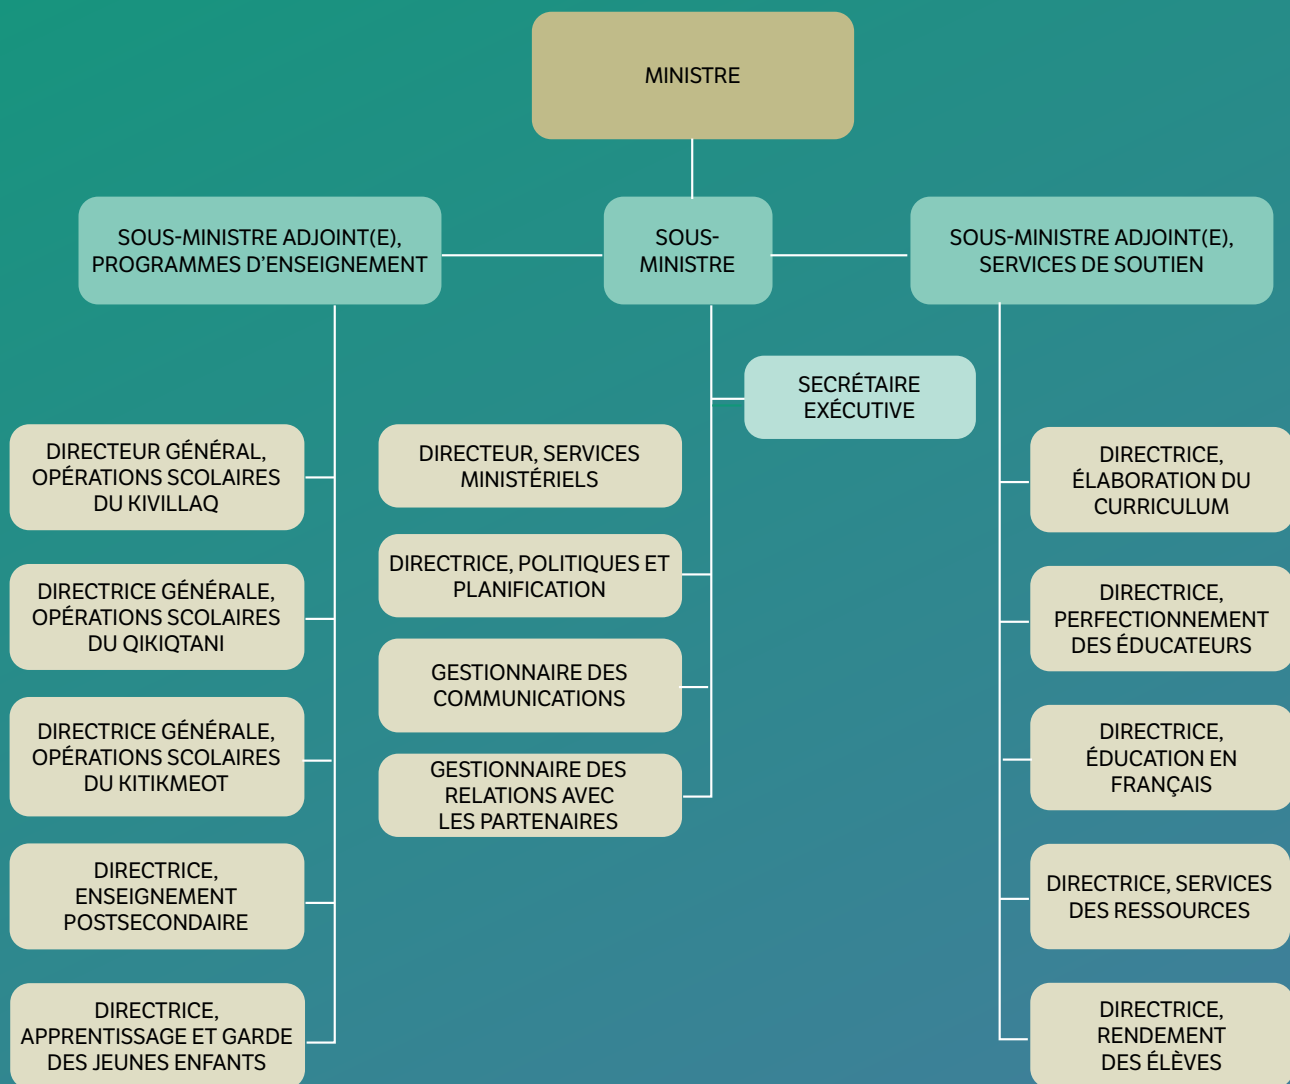 MINISTRE
SOUS-MINISTRE ADJOINT(E),
PROGRAMMES D'ENSEIGNEMENT
SOUS-
MINISTRE
SOUS-MINISTRE ADJOINT(E),
SERVICES DE SOUTIEN
SECRÉTAIRE
EXÉCUTIVE
DIRECTEUR GÉNÉRAL,
OPÉRATIONS SCOLAIRES
DU KIVILLAQ
DIRECTRICE GÉNÉRALE,
OPÉRATIONS SCOLAIRES
DU QIKIQTANI
DIRECTRICE GÉNÉRALE,
OPÉRATIONS SCOLAIRES
DU KITIKMEOT
DIRECTRICE,
ENSEIGNEMENT
POSTSECONDAIRE
DIRECTRICE,
APPRENTISSAGE ET GARDE
DES JEUNES ENFANTS
DIRECTEUR, SERVICES
MINISTÉRIELS
DIRECTRICE, POLITIQUES ET
PLANIFICATION
GESTIONNAIRE DES
COMMUNICATIONS
GESTIONNAIRE DES
RELATIONS AVEC
LES PARTENAIRES
DIRECTRICE,
ÉLABORATION DU
CURRICULUM
DIRECTRICE,
PERFECTIONNEMENT
DES ÉDUCATEURS
DIRECTRICE,
ÉDUCATION EN
FRANÇAIS
DIRECTRICE, SERVICES
DES RESSOURCES
DIRECTRICE,
RENDEMENT
DES ÉLÈVES